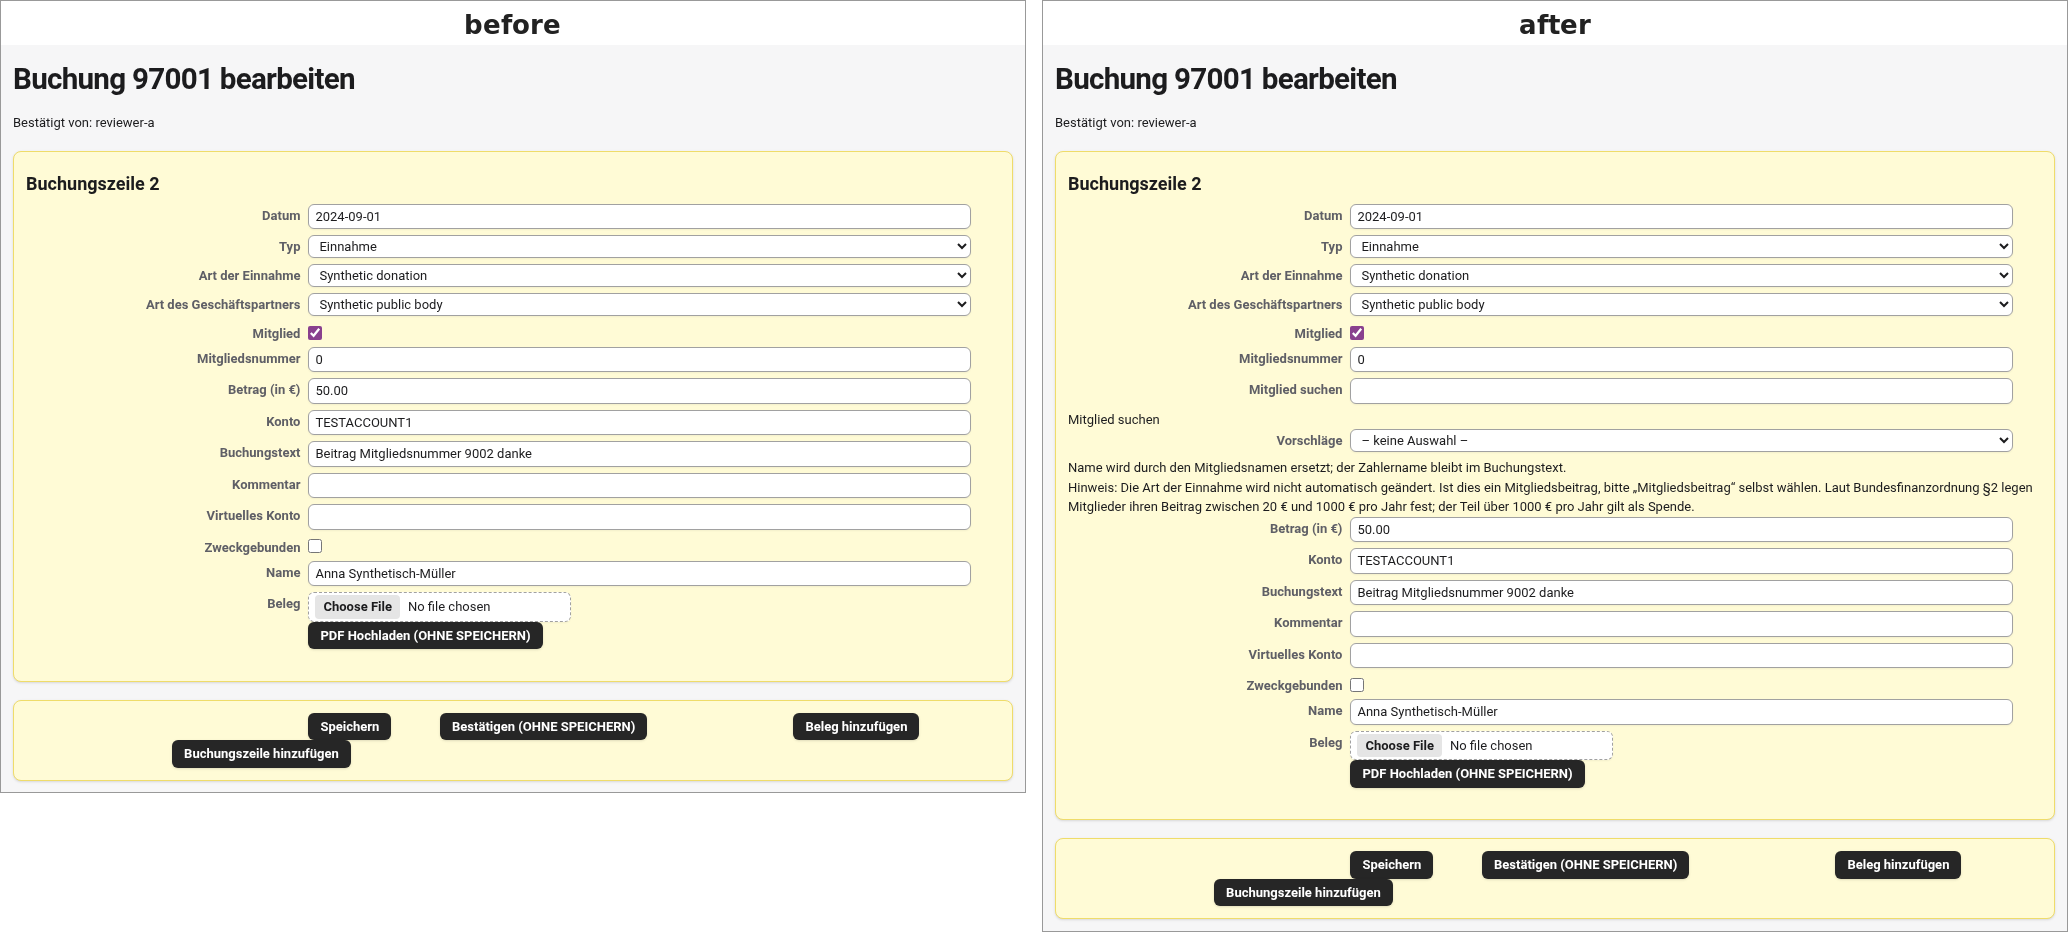 before
Buchung 97001 bearbeiten
Bestätigt von: reviewer-a
Buchungszeile 2
Datum 2024-09-01
Typ Einnahme
Art der Einnahme Synthetic donation
Art des Geschäftspartners Synthetic public body
Mitglied
Mitgliedsnummer 0
Betrag (in €) 50.00
Konto TESTACCOUNT1
Buchungstext Beitrag Mitgliedsnummer 9002 danke
Kommentar
Virtuelles Konto
Zweckgebunden
Name Anna Synthetisch-Müller
Beleg Choose File No file chosen
PDF Hochladen (OHNE SPEICHERN)
Speichern Bestätigen (OHNE SPEICHERN) Beleg hinzufügen
Buchungszeile hinzufügen
after
Buchung 97001 bearbeiten
Bestätigt von: reviewer-a
Buchungszeile 2
Datum 2024-09-01
Typ Einnahme
Art der Einnahme Synthetic donation
Art des Geschäftspartners Synthetic public body
Mitglied
Mitgliedsnummer 0
Mitglied suchen
Mitglied suchen
Vorschläge – keine Auswahl –
Name wird durch den Mitgliedsnamen ersetzt; der Zahlername bleibt im Buchungstext.
Hinweis: Die Art der Einnahme wird nicht automatisch geändert. Ist dies ein Mitgliedsbeitrag, bitte „Mitgliedsbeitrag“ selbst wählen. Laut Bundesfinanzordnung §2 legen
Mitglieder ihren Beitrag zwischen 20 € und 1000 € pro Jahr fest; der Teil über 1000 € pro Jahr gilt als Spende.
Betrag (in €) 50.00
Konto TESTACCOUNT1
Buchungstext Beitrag Mitgliedsnummer 9002 danke
Kommentar
Virtuelles Konto
Zweckgebunden
Name Anna Synthetisch-Müller
Beleg Choose File No file chosen
PDF Hochladen (OHNE SPEICHERN)
Speichern Bestätigen (OHNE SPEICHERN) Beleg hinzufügen
Buchungszeile hinzufügen